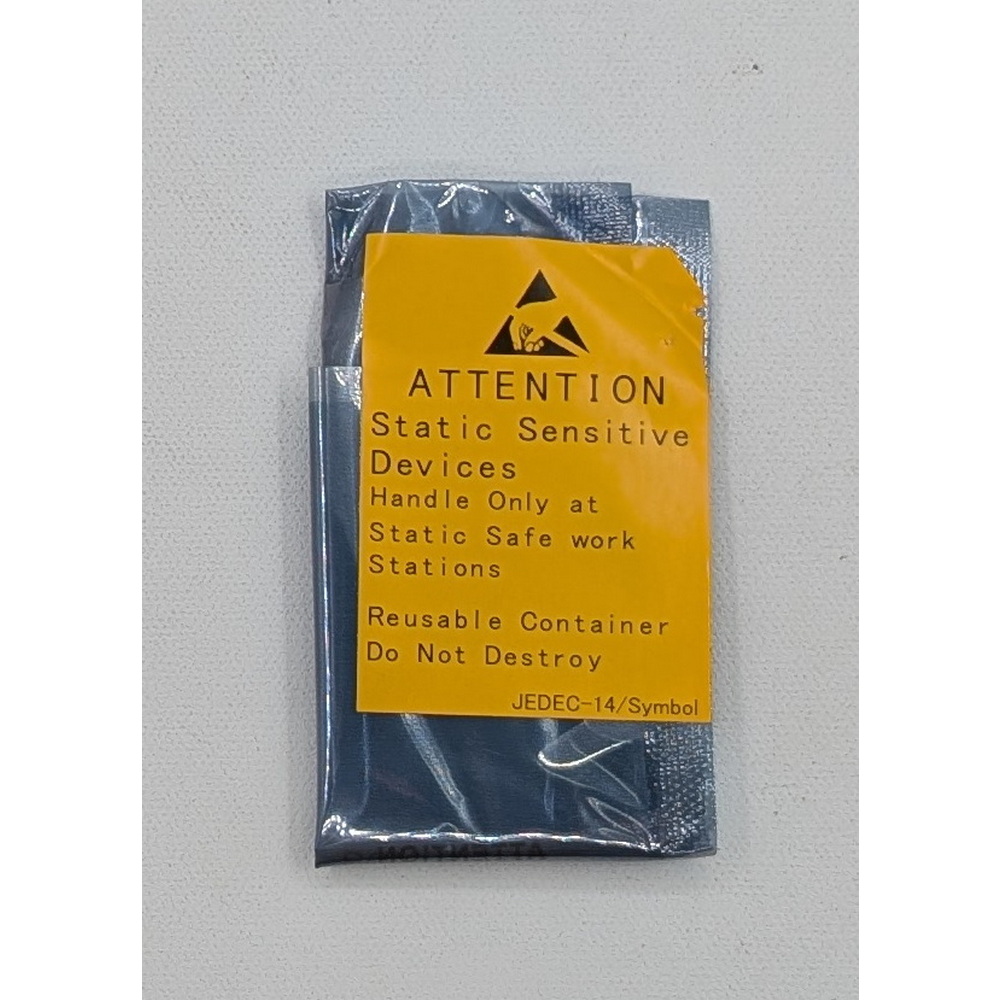 ATTENTION
Static Sensitive
Devices
Handle Only at
Static Safe work
Stations
Reusable Container
Do Not Destroy
JEDEC-14/Symbol
ATTENTION